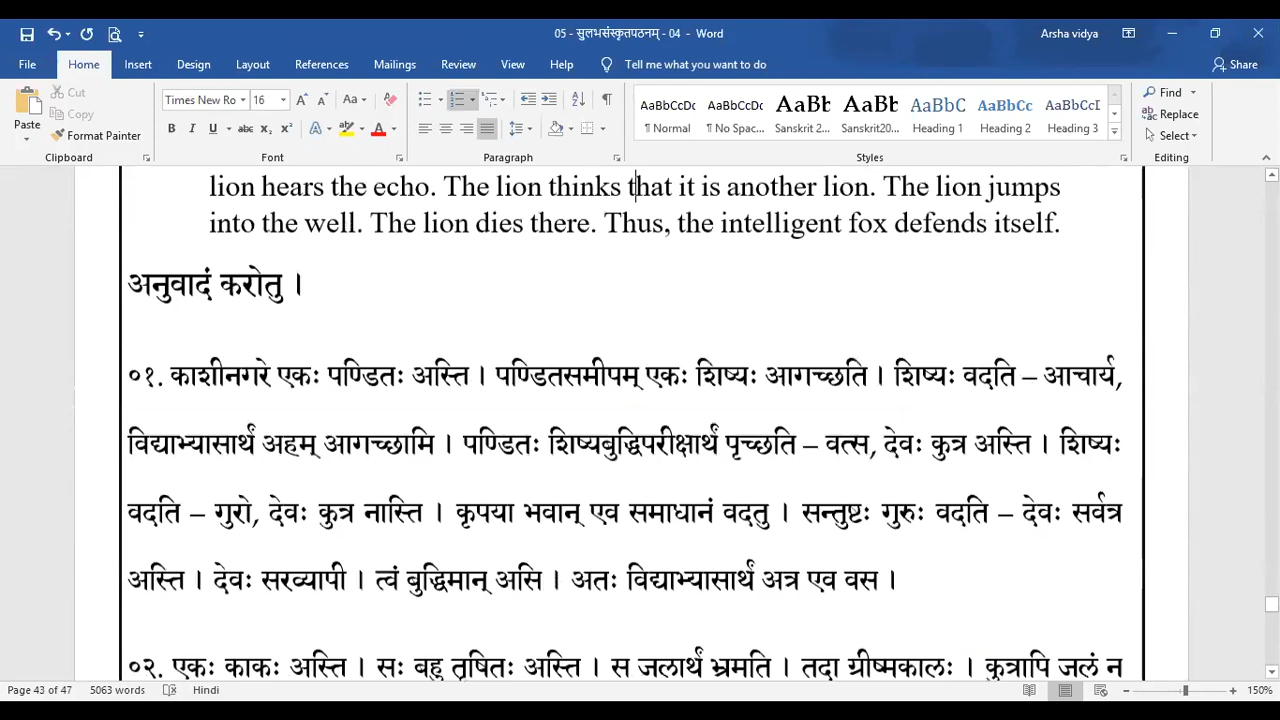 05 - सुलभसंस्कृतपठनम् - 04 – Word
Arsha vidya
File Home Insert Design Layout References Mailings Review View Help Tell me what you want to do Share
Paste Cut Copy Format Painter Clipboard
Times New Ro 16 Aa B I U abc x₂ x² A A Font
Paragraph
AaBbCcDc AaBbCcDc AaBb AaBb AaBbC AaBbCc AaBbCcI
¶ Normal ¶ No Spac... Sanskrit 2... Sanskrit20... Heading 1 Heading 2 Heading 3
Styles
Find Replace Select Editing
lion hears the echo. The lion thinks that it is another lion. The lion jumps
into the well. The lion dies there. Thus, the intelligent fox defends itself.
अनुवादं करोतु ।
०१. काशीनगरे एकः पण्डितः अस्ति । पण्डितसमीपम् एकः शिष्यः आगच्छति । शिष्यः वदति – आचार्य,
विद्याभ्यासार्थं अहम् आगच्छामि । पण्डितः शिष्यबुद्धिपरीक्षार्थं पृच्छति – वत्स, देवः कुत्र अस्ति । शिष्यः
वदति – गुरो, देवः कुत्र नास्ति । कृपया भवान् एव समाधानं वदतु । सन्तुष्टः गुरुः वदति – देवः सर्वत्र
अस्ति । देवः सरव्यापी । त्वं बुद्धिमान् असि । अतः विद्याभ्यासार्थं अत्र एव वस ।
०२. एकः काकः अस्ति । सः बहु तृषितः अस्ति । स जलार्थं भ्रमति । तदा ग्रीष्मकालः । कुत्रापि जलं न
Page 43 of 47 5063 words Hindi 150%